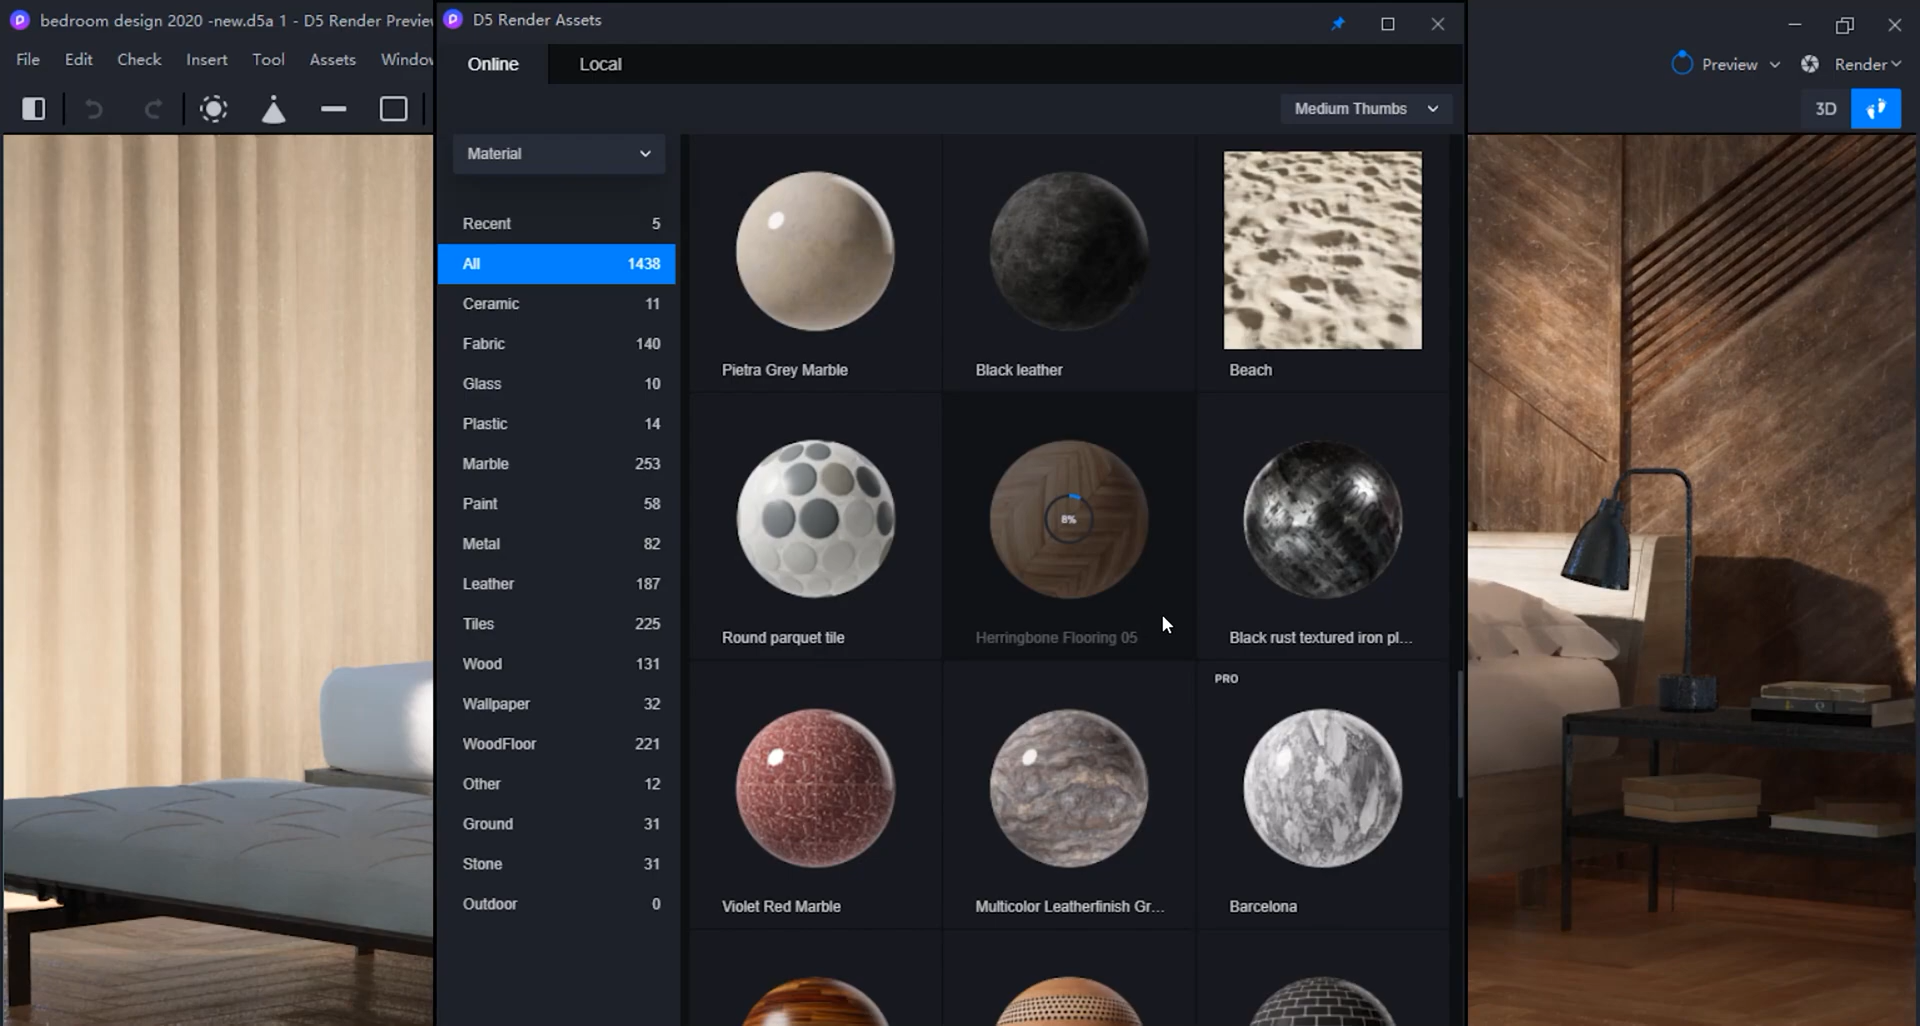 bedroom design 2020 -new.d5a 1 - D5 Render Preview
D5 Render Assets
File Edit Check Insert Tool Assets Window
Online Local
Preview Render
Medium Thumbs
3D
Material
Recent 5
All 1438
Ceramic 11
Fabric 140
Glass 10
Plastic 14
Marble 253
Paint 58
Metal 82
Leather 187
Tiles 225
Wood 131
Wallpaper 32
WoodFloor 221
Other 12
Ground 31
Stone 31
Outdoor 0
Pietra Grey Marble
Black leather
Beach
8%
Round parquet tile
Herringbone Flooring 05
Black rust textured iron pl...
PRO
Violet Red Marble
Multicolor Leatherfinish Gr...
Barcelona